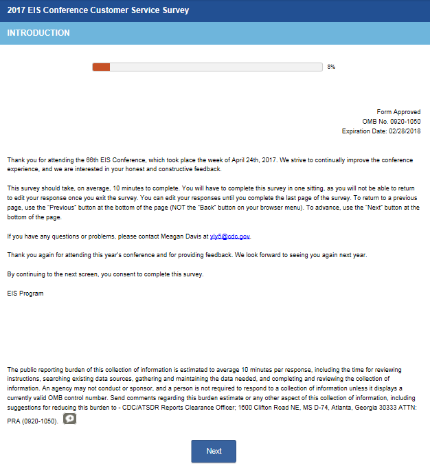 2017 EIS Conference Customer Service Survey
INTRODUCTION
8%
Form Approved
OMB No. 0920-1050
Expiration Date: 02/28/2018
Thank you for attending the 66th EIS Conference, which took place the week of April 24th, 2017. We strive to continually improve the conference
experience, and we are interested in your honest and constructive feedback.
This survey should take, on average, 10 minutes to complete. You will have to complete this survey in one sitting, as you will not be able to return
to edit your response once you exit the survey. You can edit your responses until you complete the last page of the survey. To return to a previous
page, use the "Previous" button at the bottom of the page (NOT the "Back" button on your browser menu). To advance, use the "Next" button at the
bottom of the page.
If you have any questions or problems, please contact Meagan Davis at
Thank you again for attending this year's conference and for providing feedback. We look forward to seeing you again next year.
By continuing to the next screen, you consent to complete this survey.
EIS Program
The public reporting burden of this collection of information is estimated to average 10 minutes per response, including the time for reviewing
instructions, searching existing data sources, gathering and maintaining the data needed, and completing and reviewing the collection of
information. An agency may not conduct or sponsor, and a person is not required to respond to a collection of information unless it displays a
currently valid OMB control number. Send comments regarding this burden estimate or any other aspect of this collection of information, including
suggestions for reducing this burden to - CDC/ATSDR Reports Clearance Officer; 1600 Clifton Road NE, MS D-74, Atlanta, Georgia 30333 ATTN:
PRA (0920-1050).
Next